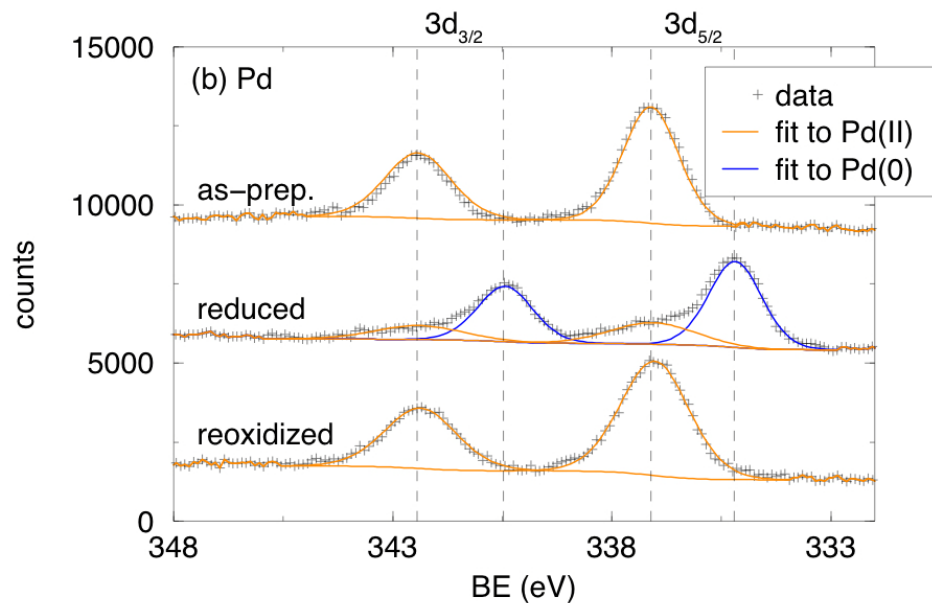 3d3/2 3d5/2
15000
(b) Pd
data
fit to Pd(II)
fit to Pd(0)
as-prep.
10000
reduced
counts
5000
reoxidized
0
348 343 338 333
BE (eV)